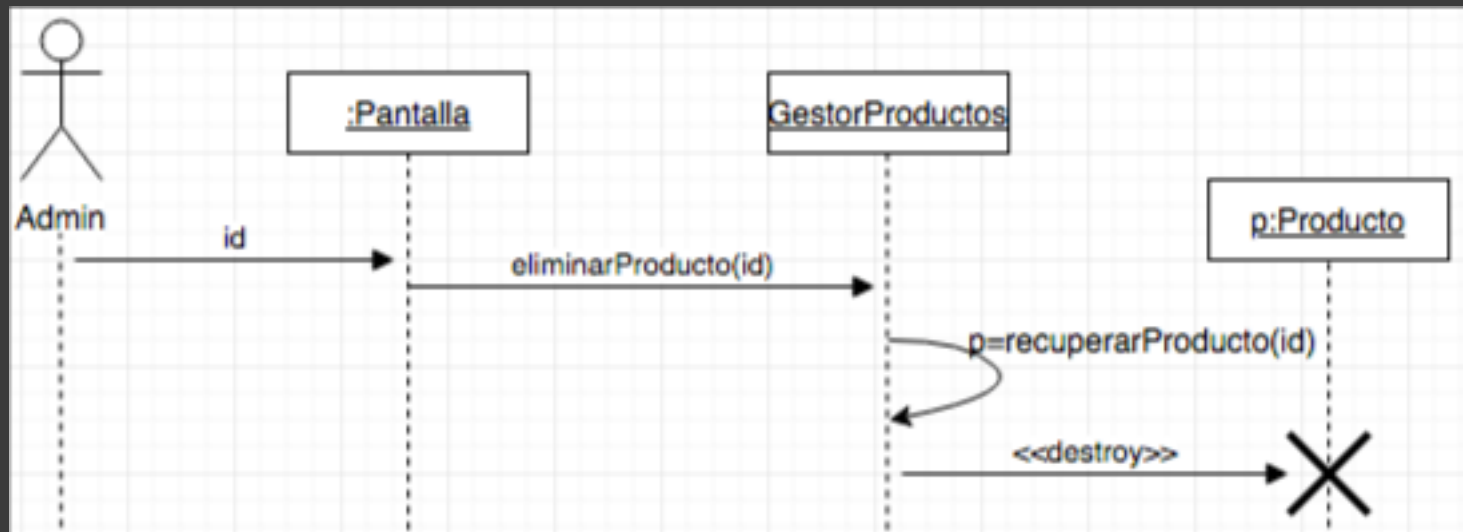 :Pantalla
GestorProductos
Admin
p:Producto
id
eliminarProducto(id)
p=recuperarProducto(id)
<<destroy>>